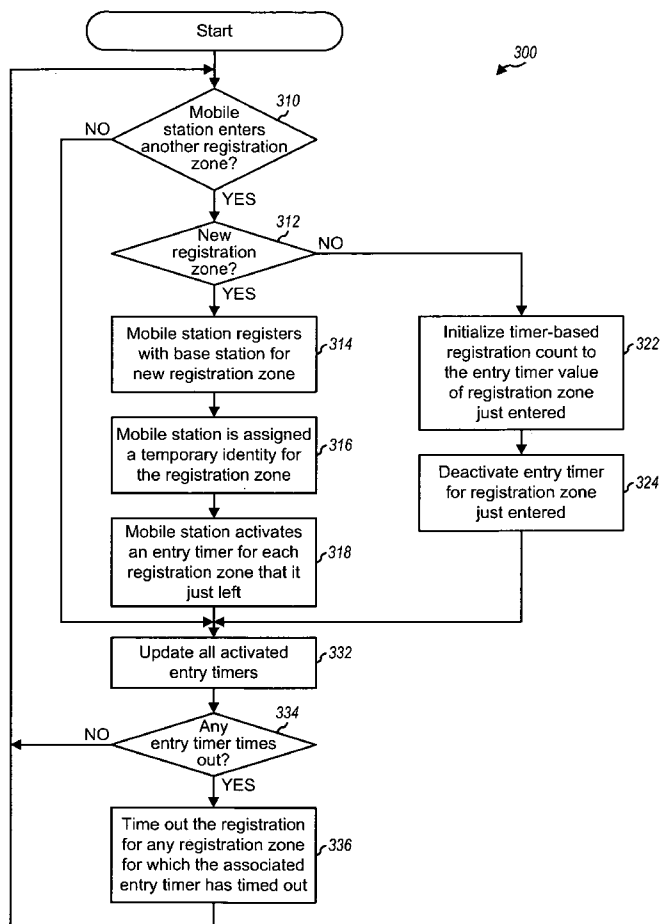 Start
300
310
Mobile
station enters
another registration
zone?
NO
YES
312
New
registration
zone?
NO
YES
Mobile station registers
with base station for
new registration zone
314
Mobile station is assigned
a temporary identity for
the registration zone
316
Mobile station activates
an entry timer for each
registration zone that it
just left
318
Initialize timer-based
registration count to
the entry timer value
of registration zone
just entered
322
Deactivate entry timer
for registration zone
just entered
324
Update all activated
entry timers
332
334
Any
entry timer times
out?
NO
YES
Time out the registration
for any registration zone
for which the associated
entry timer has timed out
336